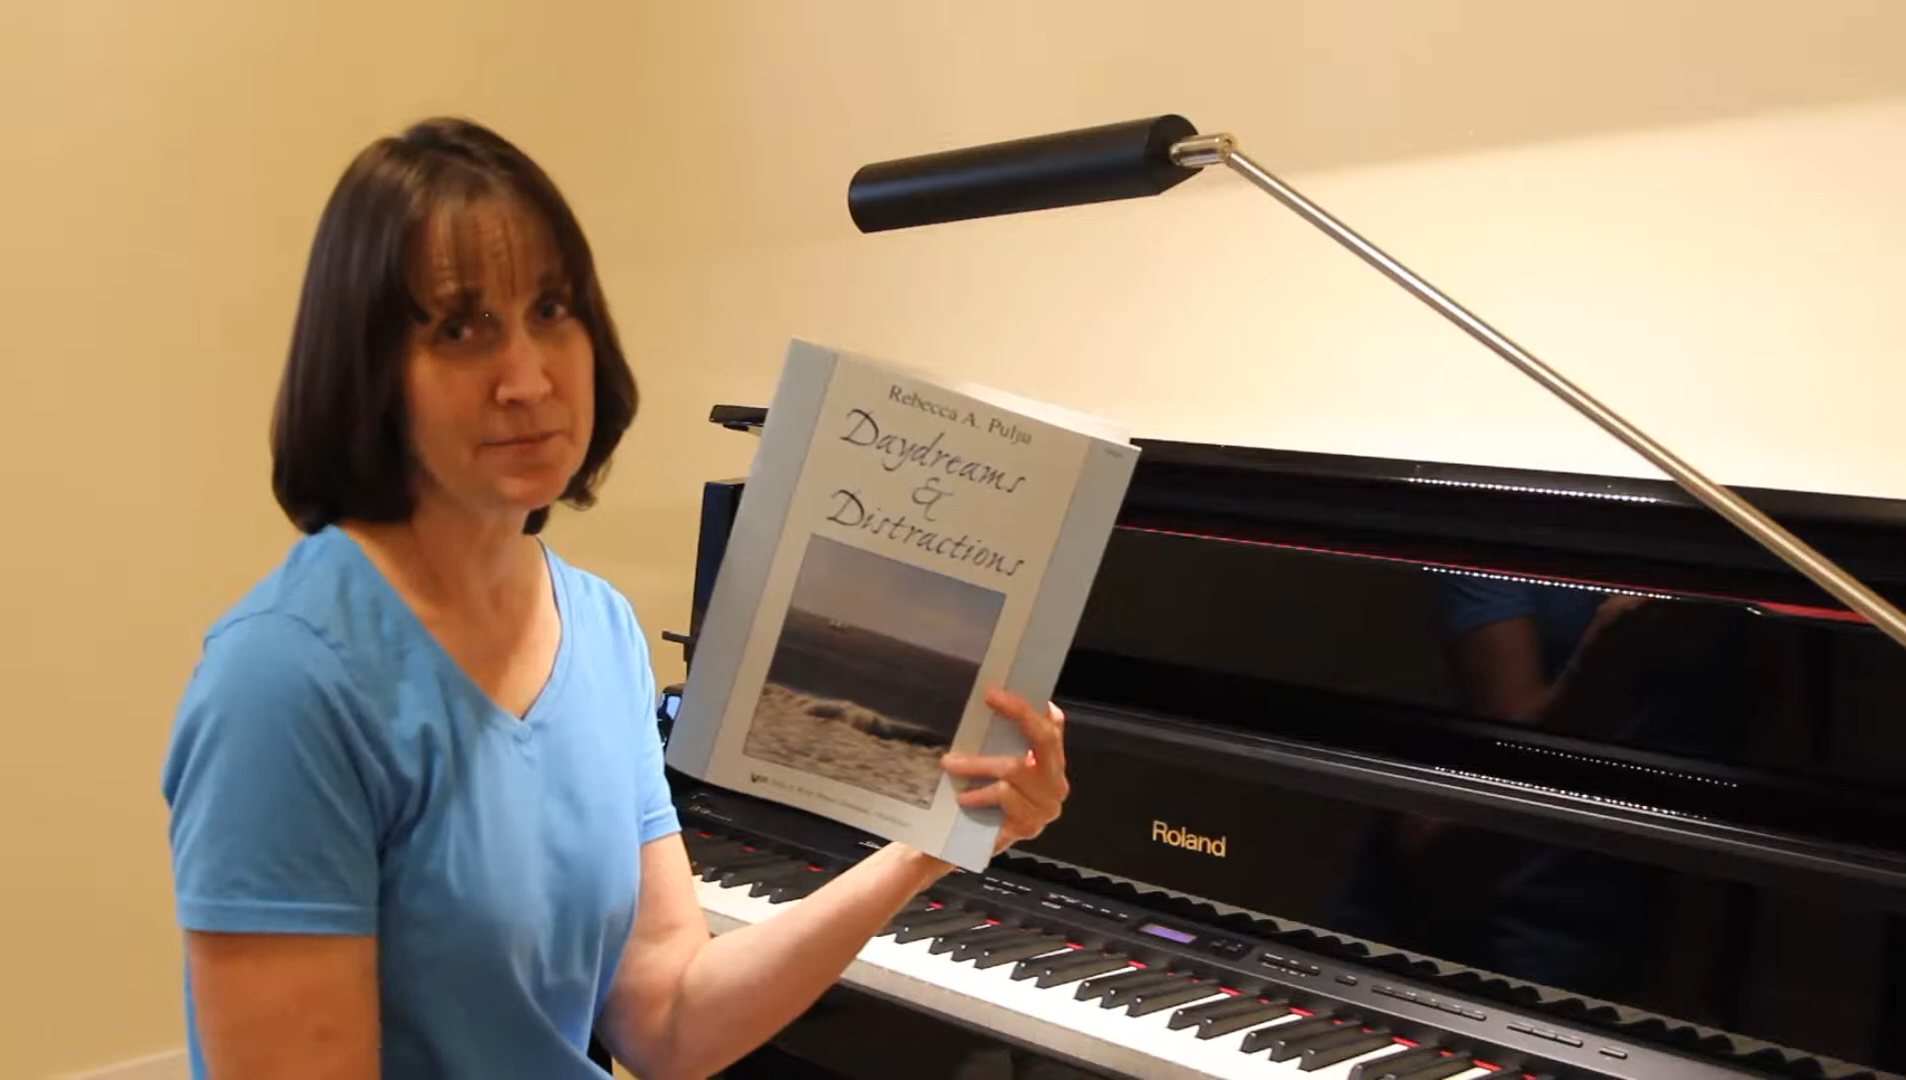 Rebecca A. Pulju
Daydreams
&
Distractions
Roland